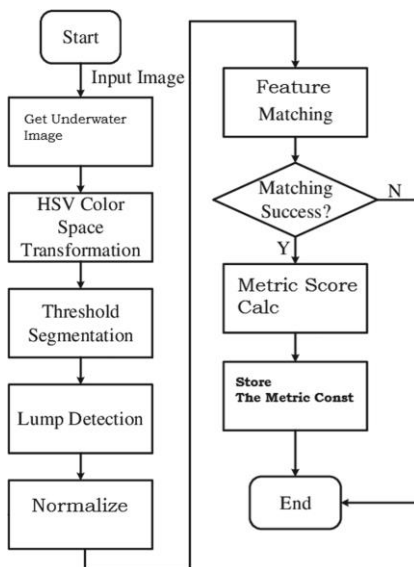 Start
Input Image
Get Underwater
Image
HSV Color
Space
Transformation
Threshold
Segmentation
Lump Detection
Normalize
Feature
Matching
Matching
Success?
N
Y
Metric Score
Calc
Store
The Metric Const
End